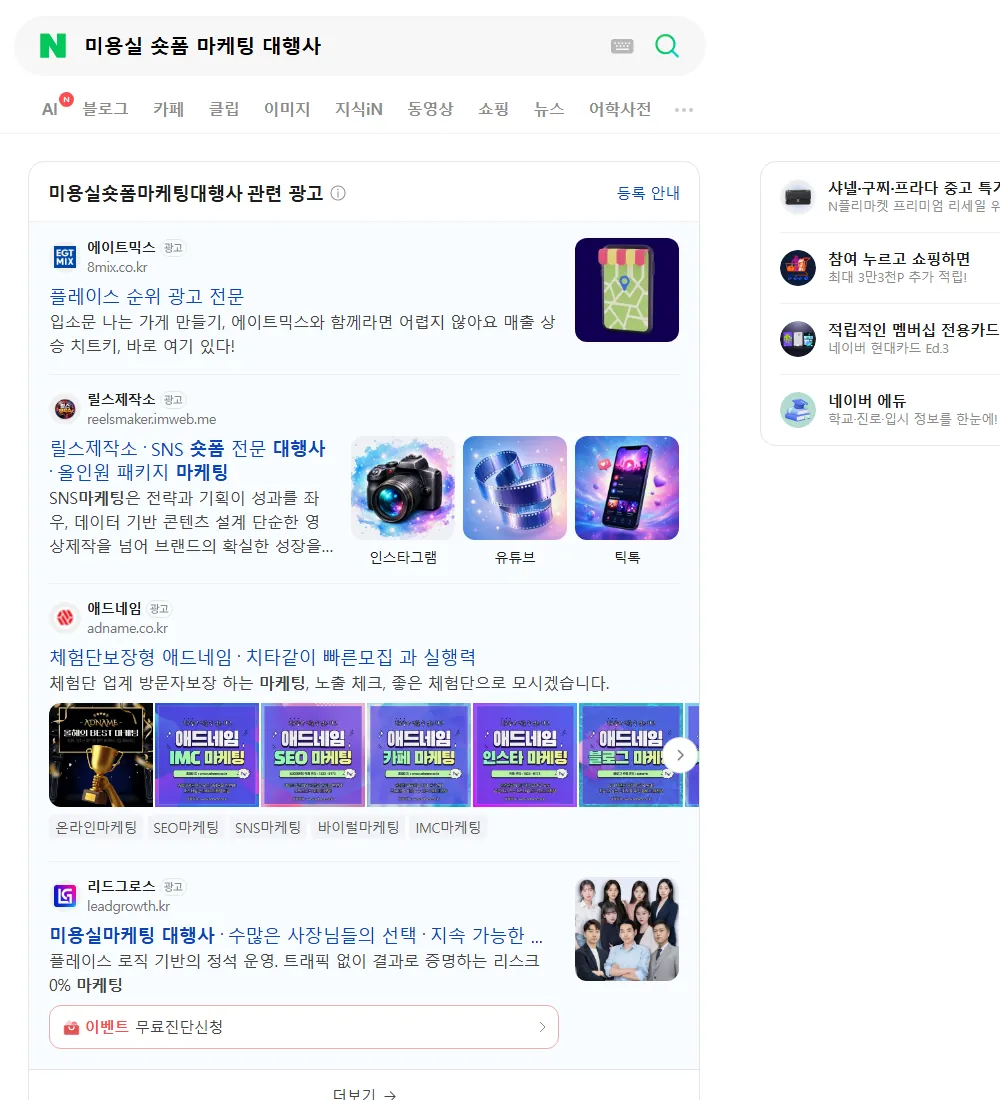 미용실 숏폼 마케팅 대행사
AI N 블로그 카페 클립 이미지 지식iN 동영상 쇼핑 뉴스 어학사전
미용실숏폼마케팅대행사 관련 광고
등록 안내
EGT
MIX
에이트믹스 광고
8mix.co.kr
플레이스 순위 광고 전문
입소문 나는 가게 만들기, 에이트믹스와 함께라면 어렵지 않아요 매출 상
승 치트키, 바로 여기 있다!
릴스제작소 광고
reelsmaker.imweb.me
릴스제작소 · SNS 숏폼 전문 대행사
· 올인원 패키지 마케팅
SNS마케팅은 전략과 기획이 성과를 좌
우, 데이터 기반 콘텐츠 설계 단순한 영
상제작을 넘어 브랜드의 확실한 성장을...
인스타그램
유튜브
틱톡
애드네임 광고
adname.co.kr
체험단보장형 애드네임 · 치타같이 빠른모집 과 실행력
체험단 업계 방문자보장 하는 마케팅, 노출 체크, 좋은 체험단으로 모시겠습니다.
ADNAME
올해의 BEST 마케팅
애드네임
IMC 마케팅
애드네임
SEO 마케팅
애드네임
카페 마케팅
애드네임
인스타 마케팅
애드네임
블로그 마케팅
온라인마케팅 SEO마케팅 SNS마케팅 바이럴마케팅 IMC마케팅
리드그로스 광고
leadgrowth.kr
미용실마케팅 대행사 · 수많은 사장님들의 선택 · 지속 가능한 ...
플레이스 로직 기반의 정석 운영. 트래픽 없이 결과로 증명하는 리스크
0% 마케팅
이벤트 무료진단신청
더보기
샤넬·구찌·프라다 중고 특가
N플리마켓 프리미엄 리세일 위
참여 누르고 쇼핑하면
최대 3만3천P 추가 적립!
적립적인 멤버십 전용카드
네이버 현대카드 Ed.3
네이버 에듀
학교·진로·입시 정보를 한눈에!